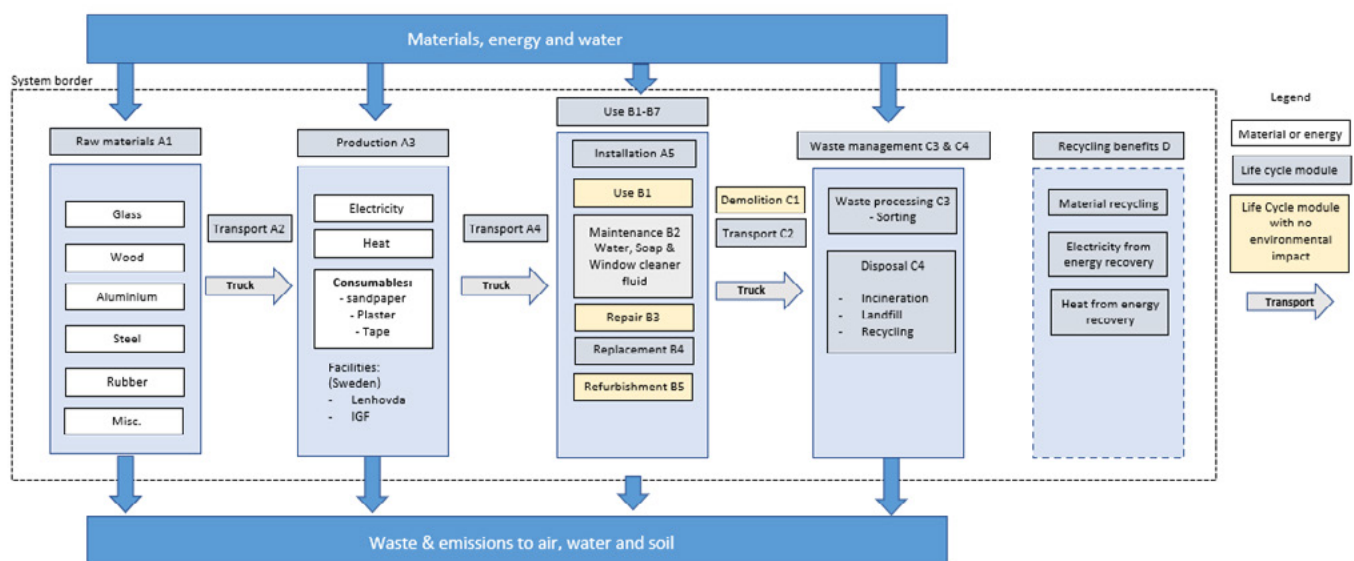 Materials, energy and water
System border
Raw materials A1
Glass
Wood
Aluminium
Steel
Rubber
Misc.
Transport A2
Truck
Production A3
Electricity
Heat
Consumables:
- sandpaper
- Plaster
- Tape
Facilities:
(Sweden)
- Lenhovda
- IGF
Transport A4
Truck
Use B1-B7
Installation A5
Use B1
Maintenance B2
Water, Soap &
Window cleaner
fluid
Repair B3
Replacement B4
Refurbishment B5
Demolition C1
Transport C2
Truck
Waste management C3 & C4
Waste processing C3
- Sorting
Disposal C4
- Incineration
- Landfill
- Recycling
Recycling benefits D
Material recycling
Electricity from
energy recovery
Heat from energy
recovery
Legend
Material or energy
Life cycle module
Life Cycle module
with no
environmental
impact
Transport
Waste & emissions to air, water and soil